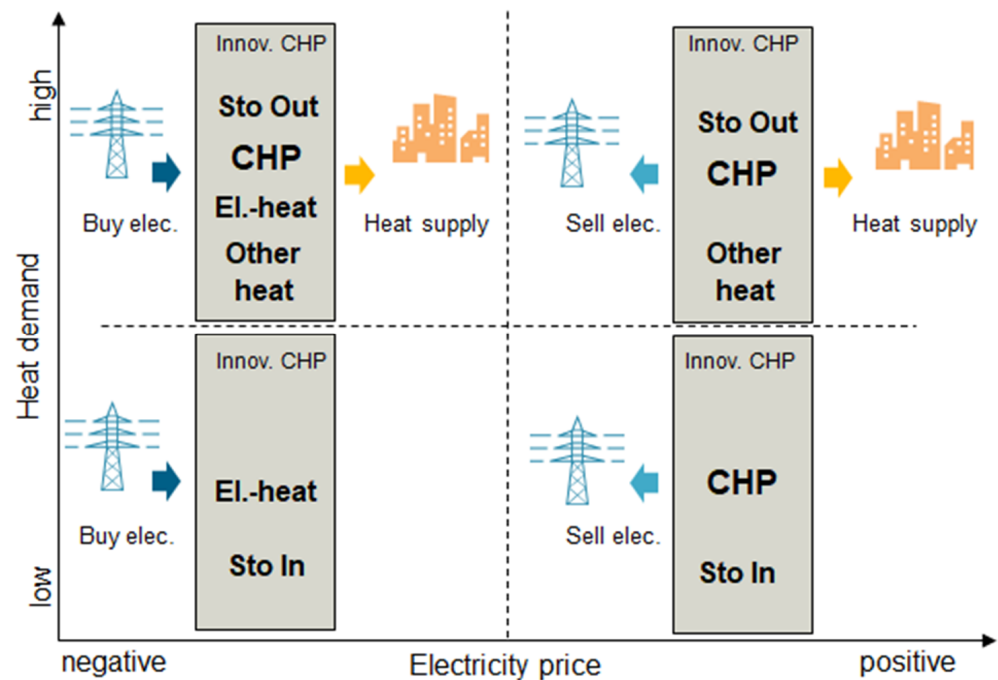 Heat demand
high
low
Innov. CHP
Sto Out
CHP
El.-heat
Other
heat
Buy elec.
Heat supply
Innov. CHP
Sto Out
CHP
Other
heat
Sell elec.
Heat supply
Innov. CHP
El.-heat
Sto In
Buy elec.
Innov. CHP
CHP
Sto In
Sell elec.
negative
Electricity price
positive